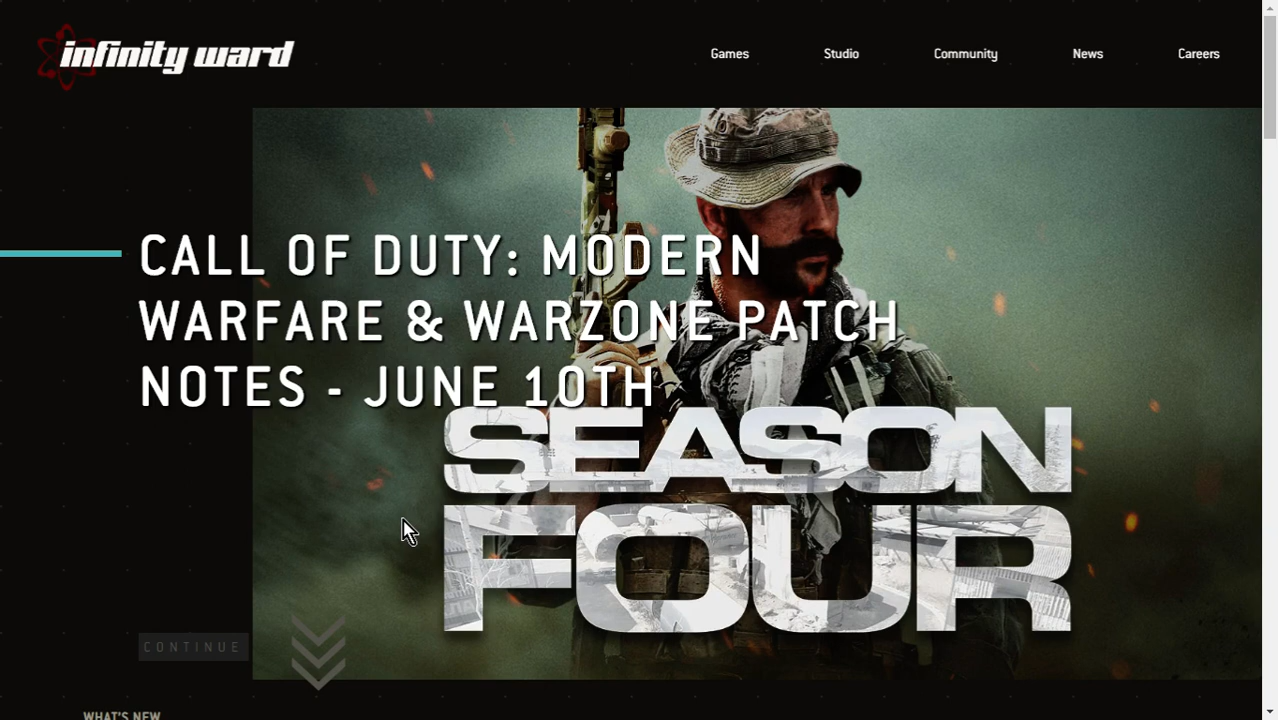 infinity ward
Games
Studio
Community
News
Careers
CALL OF DUTY: MODERN
WARFARE & WARZONE PATCH
NOTES - JUNE 10TH
SEASON
FOUR
CONTINUE
WHAT'S NEW